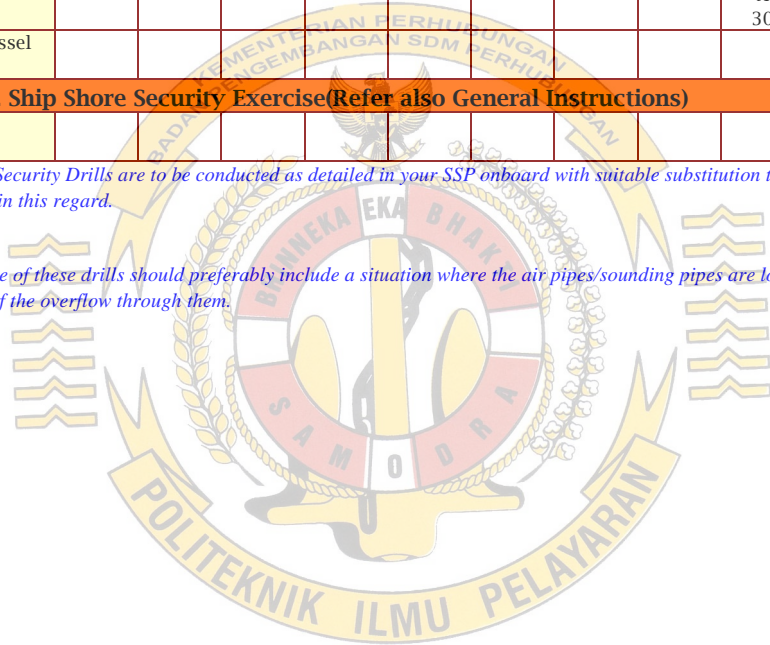 30
ssel
Ship Shore Security Exercise(Refer also General Instructions)
Security Drills are to be conducted as detailed in your SSP onboard with suitable substitution t
in this regard.
e of these drills should preferably include a situation where the air pipes/sounding pipes are lo
f the overflow through them.
KEMENTERIAN PERHUBUNGAN
BADAN PENGEMBANGAN SDM PERHUBUNGAN
BHINNEKA EKA BHAKTI
SAMODRA
POLITEKNIK ILMU PELAYARAN